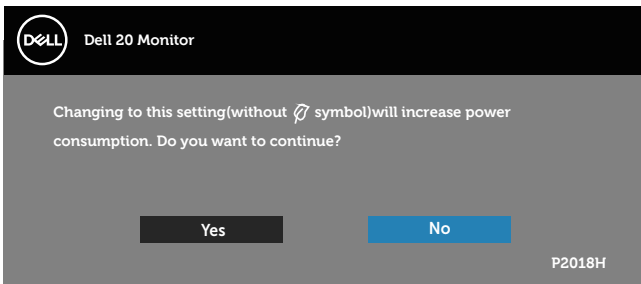 DELL
Dell 20 Monitor
Changing to this setting(without symbol)will increase power
consumption. Do you want to continue?
Yes
No
P2018H